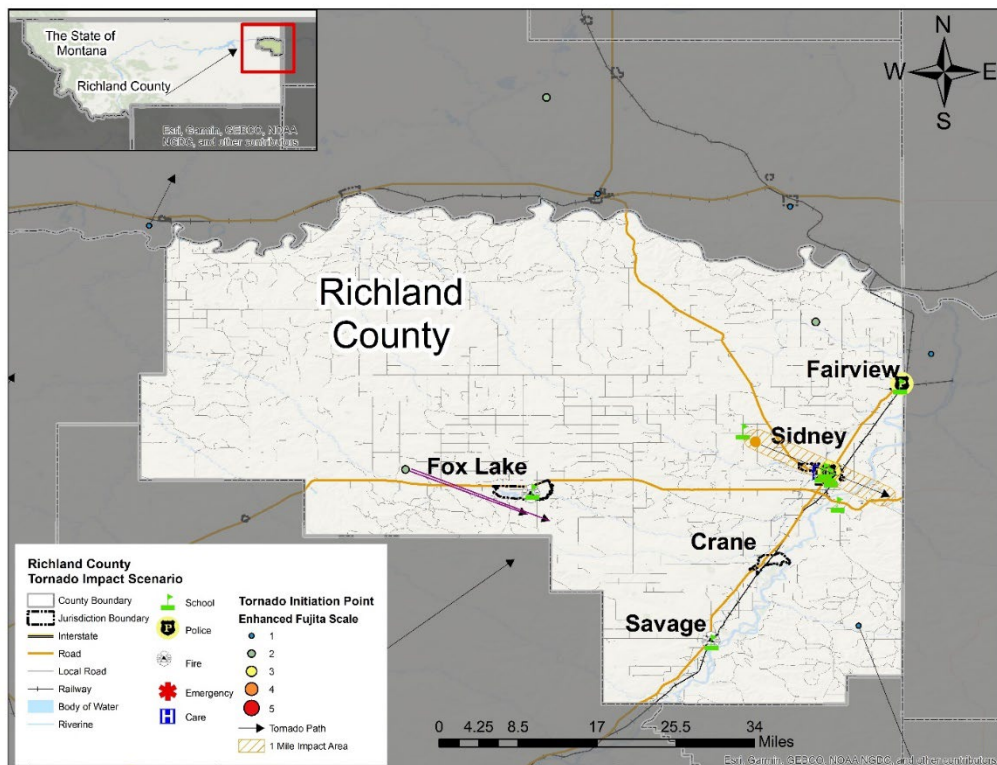 The State of
Montana
Richland County
Esri, Garmin, GEBCO, NOAA
NGDC, and other contributors
N
W
E
S
Richland
County
Fairview
Sidney
Fox Lake
Crane
Savage
Richland County
Tornado Impact Scenario
County Boundary
Jurisdiction Boundary
Interstate
Road
Local Road
Railway
Body of Water
Riverine
School
P
Police
Fire
Emergency
H
Care
Tornado Initiation Point
Enhanced Fujita Scale
1
2
3
4
5
Tornado Path
1 Mile Impact Area
0 4.25 8.5 17 25.5 34
Miles
Esri, Garmin, GEBCO, NOAA NGDC, and other contributors